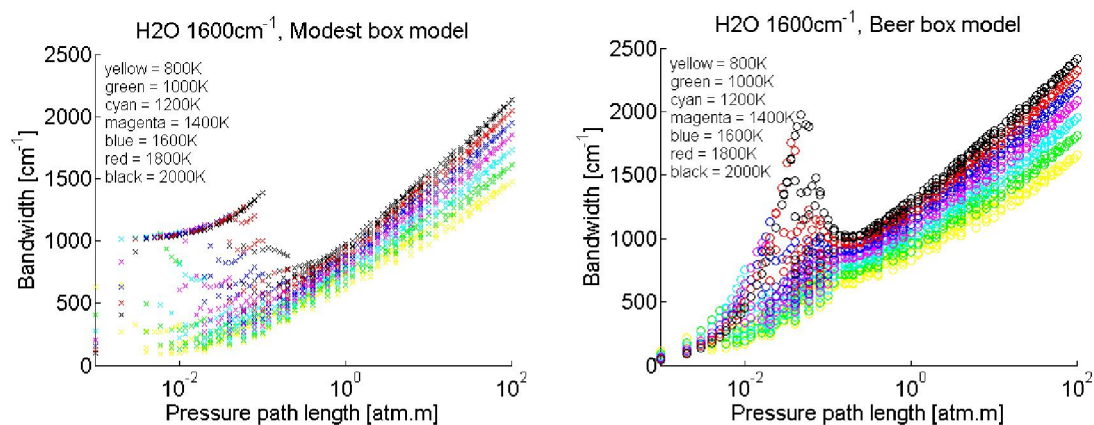 H2O 1600cm⁻¹, Modest box model
2500
2000
1500
1000
500
0
Bandwidth [cm⁻¹]
yellow = 800K
green = 1000K
cyan = 1200K
magenta = 1400K
blue = 1600K
red = 1800K
black = 2000K
10⁻²
10⁰
10²
Pressure path length [atm.m]
H2O 1600cm⁻¹, Beer box model
2500
2000
1500
1000
500
0
Bandwidth [cm⁻¹]
yellow = 800K
green = 1000K
cyan = 1200K
magenta = 1400K
blue = 1600K
red = 1800K
black = 2000K
10⁻²
10⁰
10²
Pressure path length [atm.m]